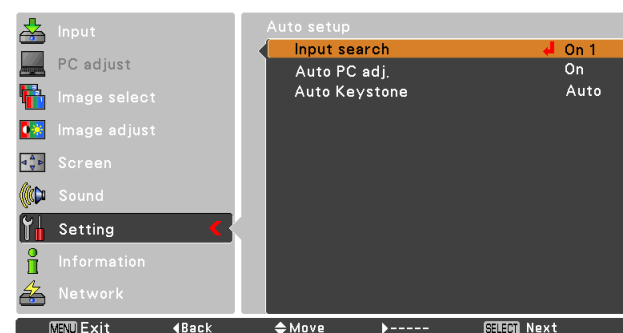 Input
PC adjust
Image select
Image adjust
Screen
Sound
Setting
Information
Network
Auto setup
Input search On 1
Auto PC adj. On
Auto Keystone Auto
MENU Exit Back Move ----- SELECT Next